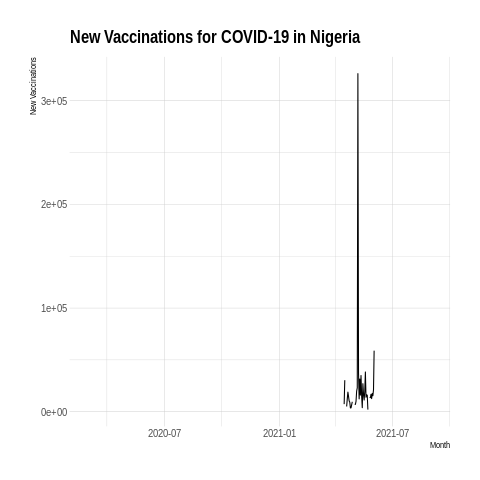 New Vaccinations for COVID-19 in Nigeria
New Vaccinations
3e+05
2e+05
1e+05
0e+00
2020-07 2021-01 2021-07
Month